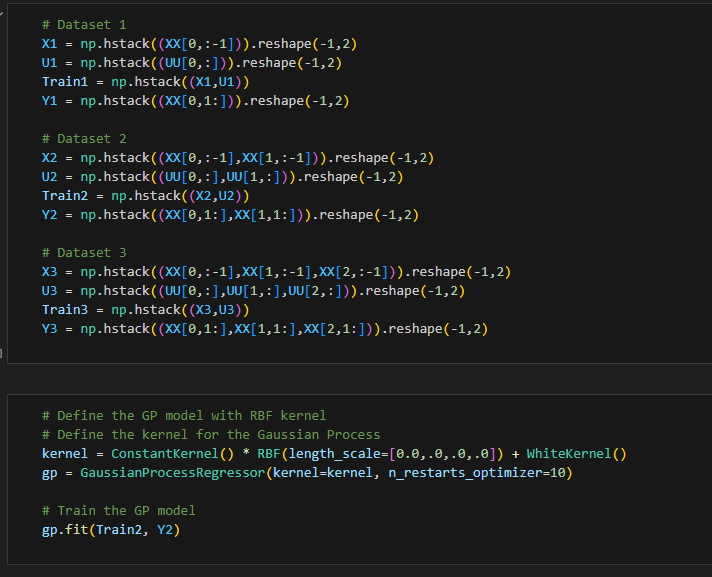 # Dataset 1
X1 = np.hstack((XX[0,:-1])).reshape(-1,2)
U1 = np.hstack((UU[0,:])).reshape(-1,2)
Train1 = np.hstack((X1,U1))
Y1 = np.hstack((XX[0,1:])).reshape(-1,2)
# Dataset 2
X2 = np.hstack((XX[0,:-1],XX[1,:-1])).reshape(-1,2)
U2 = np.hstack((UU[0,:],UU[1,:])).reshape(-1,2)
Train2 = np.hstack((X2,U2))
Y2 = np.hstack((XX[0,1:],XX[1,1:])).reshape(-1,2)
# Dataset 3
X3 = np.hstack((XX[0,:-1],XX[1,:-1],XX[2,:-1])).reshape(-1,2)
U3 = np.hstack((UU[0,:],UU[1,:],UU[2,:])).reshape(-1,2)
Train3 = np.hstack((X3,U3))
Y3 = np.hstack((XX[0,1:],XX[1,1:],XX[2,1:])).reshape(-1,2)
# Define the GP model with RBF kernel
# Define the kernel for the Gaussian Process
kernel = ConstantKernel() * RBF(length_scale=[0.0,.0,.0,.0]) + WhiteKernel()
gp = GaussianProcessRegressor(kernel=kernel, n_restarts_optimizer=10)
# Train the GP model
gp.fit(Train2, Y2)